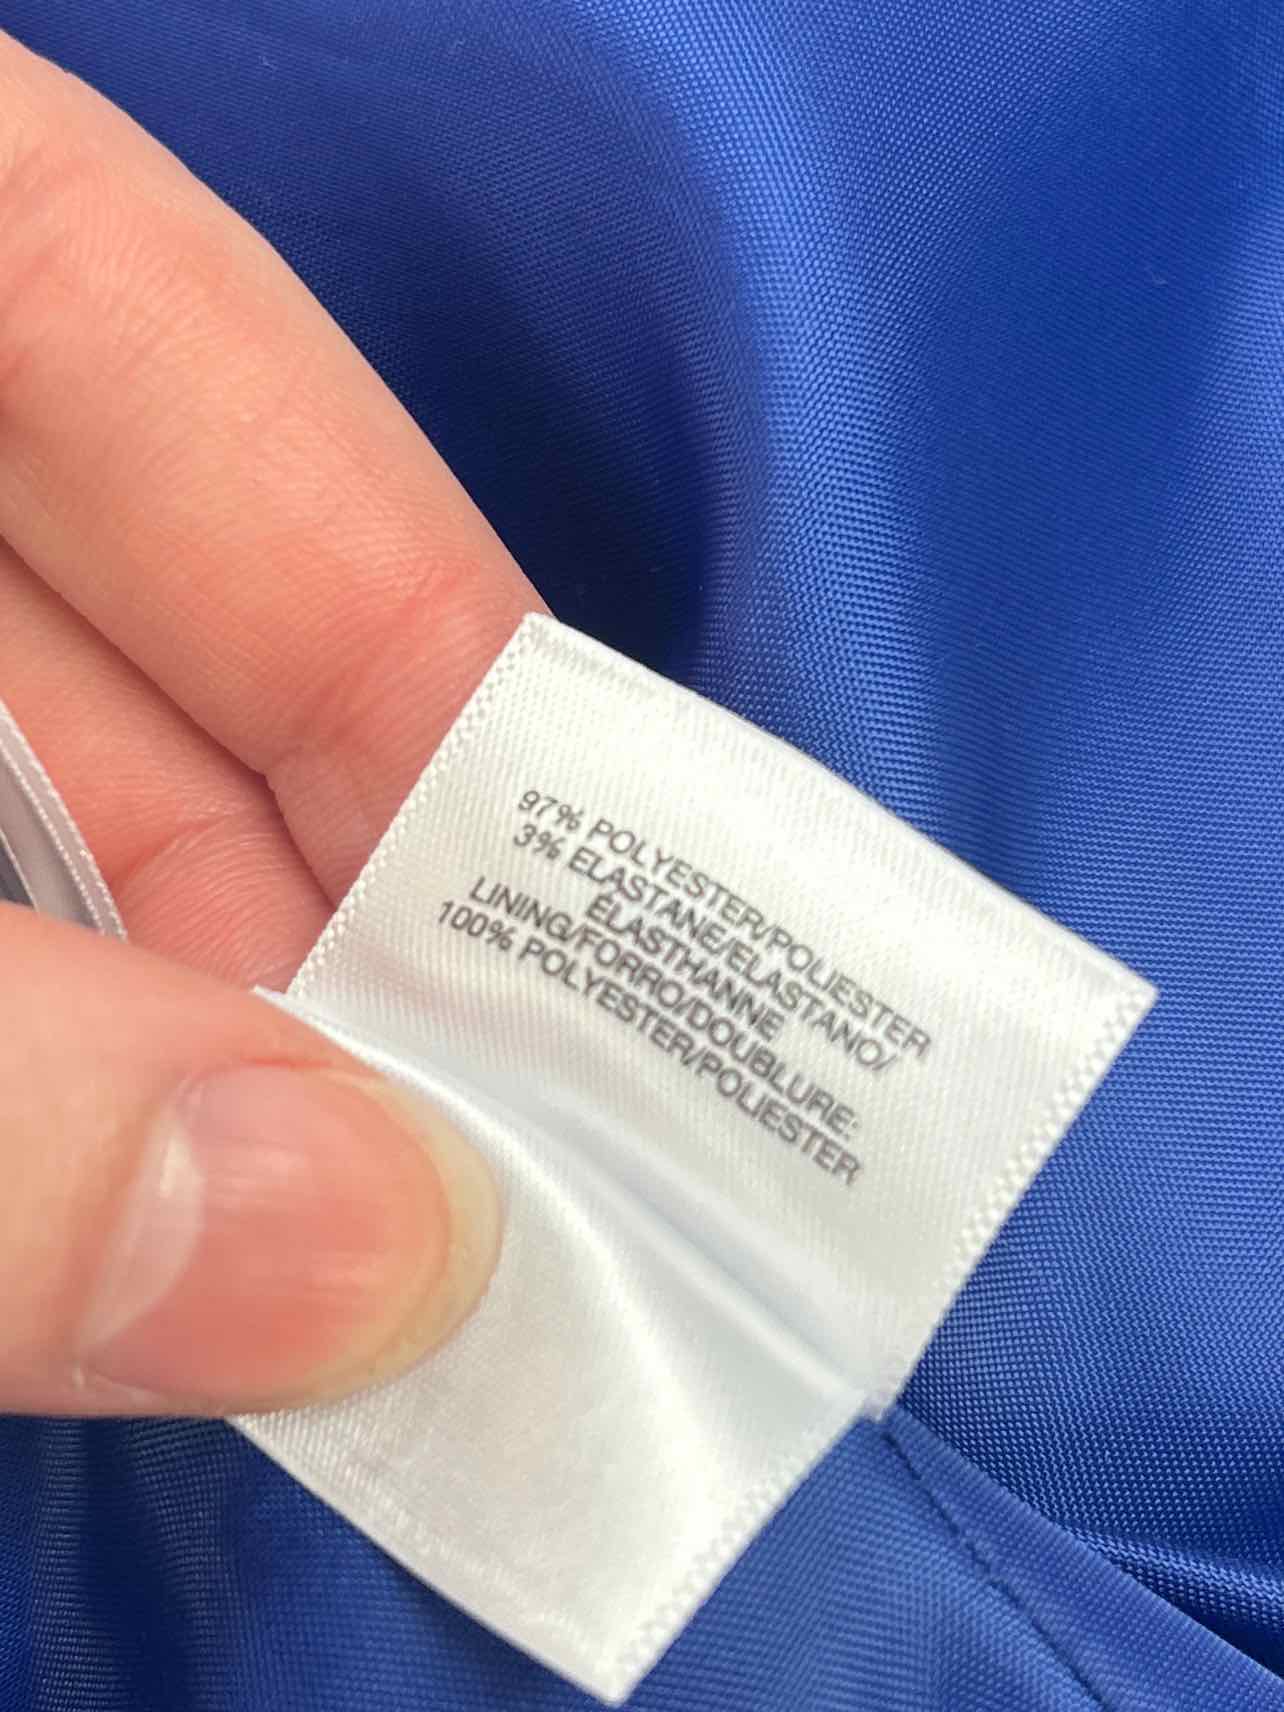 97% POLYESTER/POLIESTER
3% ELASTANE/ELASTANO/
ÉLASTHANNE
LINING/FORRO/DOUBLURE:
100% POLYESTER/POLIESTER